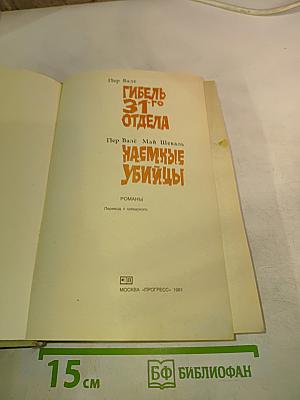 Пер Валё
ГИБЕЛЬ
31-го
ОТДЕЛА
Пер Валё Май Шеваль
НАЕМНЫЕ
УБИЙЦЫ
РОМАНЫ
Перевод с шведского
МОСКВА «ПРОГРЕСС» 1981
15 см
БФ БИБЛИОФАН